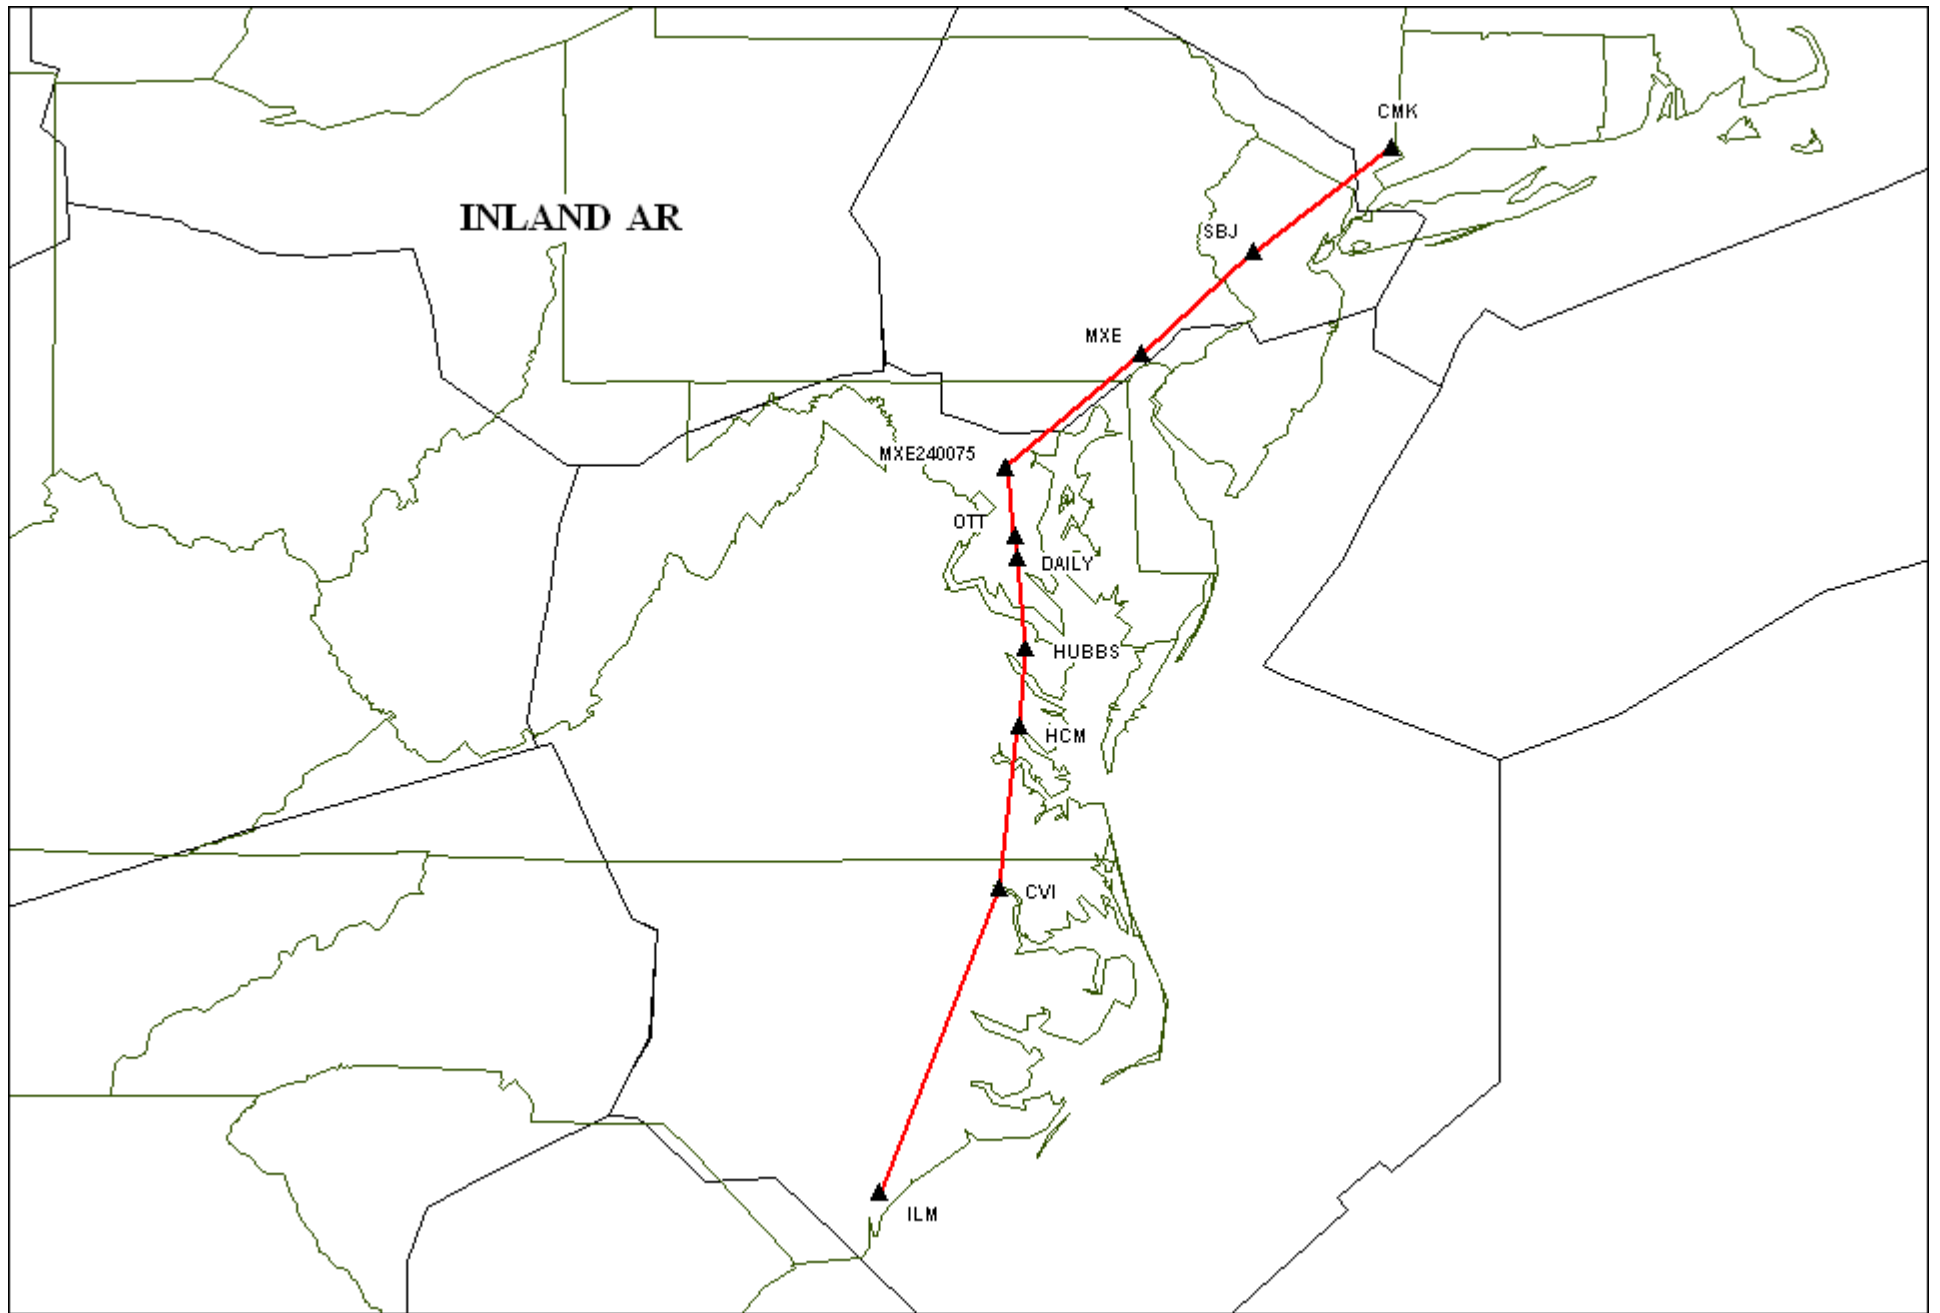 CMK
INLAND AR
SBJ
MXE
MXE240075
OTT
DAILY
HUBBS
HCM
CVI
ILM